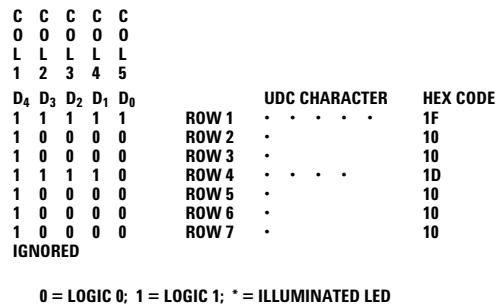 C C C C C
O O O O O
L L L L L
1 2 3 4 5
D4 D3 D2 D1 D0 UDC CHARACTER HEX CODE
1 1 1 1 1 ROW 1 • • • • • 1F
1 0 0 0 0 ROW 2 • 10
1 0 0 0 0 ROW 3 • 10
1 1 1 1 0 ROW 4 • • • • 1D
1 0 0 0 0 ROW 5 • 10
1 0 0 0 0 ROW 6 • 10
1 0 0 0 0 ROW 7 • 10
IGNORED
0 = LOGIC 0; 1 = LOGIC 1; * = ILLUMINATED LED